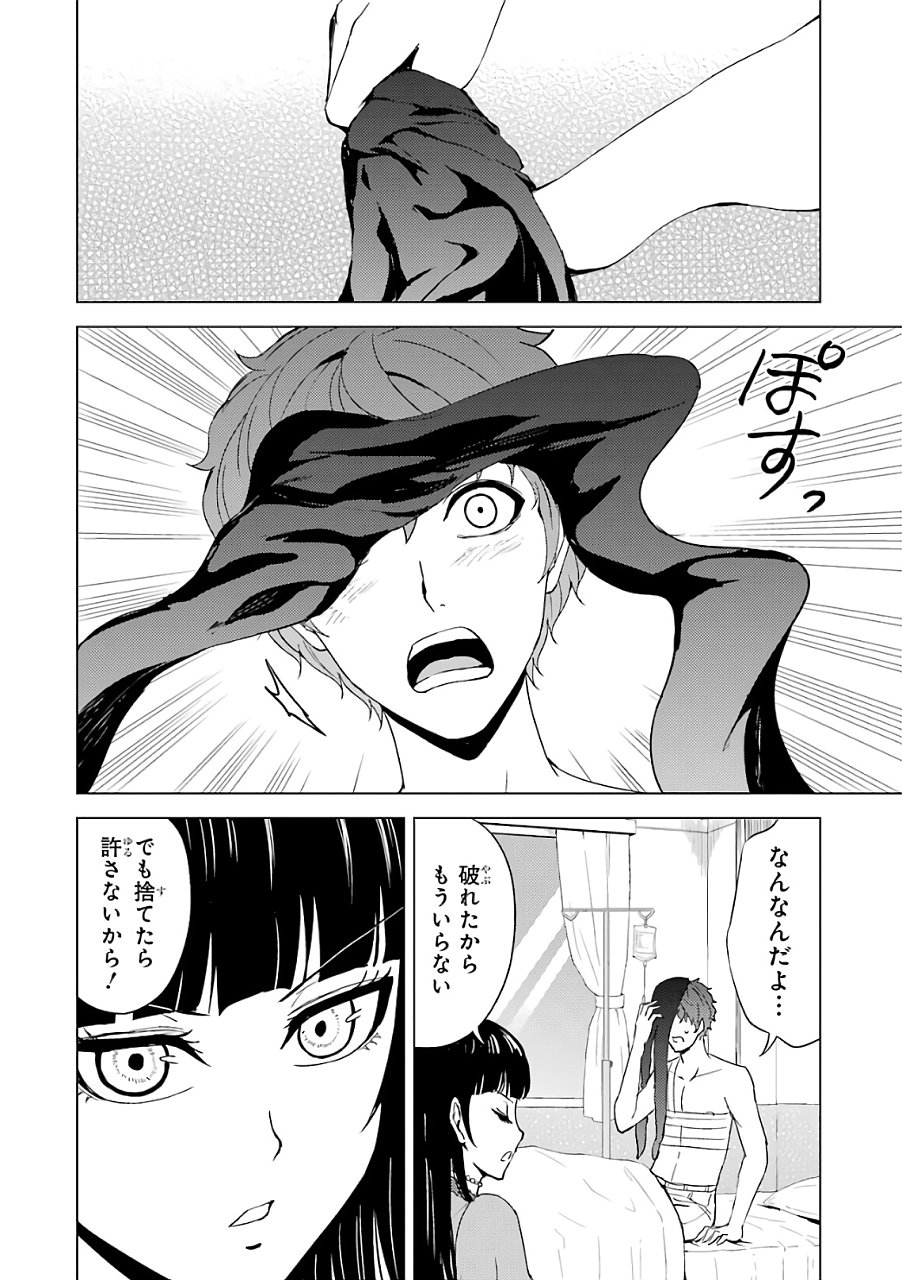 ぽすっ
なんなんだよ…
破れたから
もういらない
でも捨てたら
許さないから!